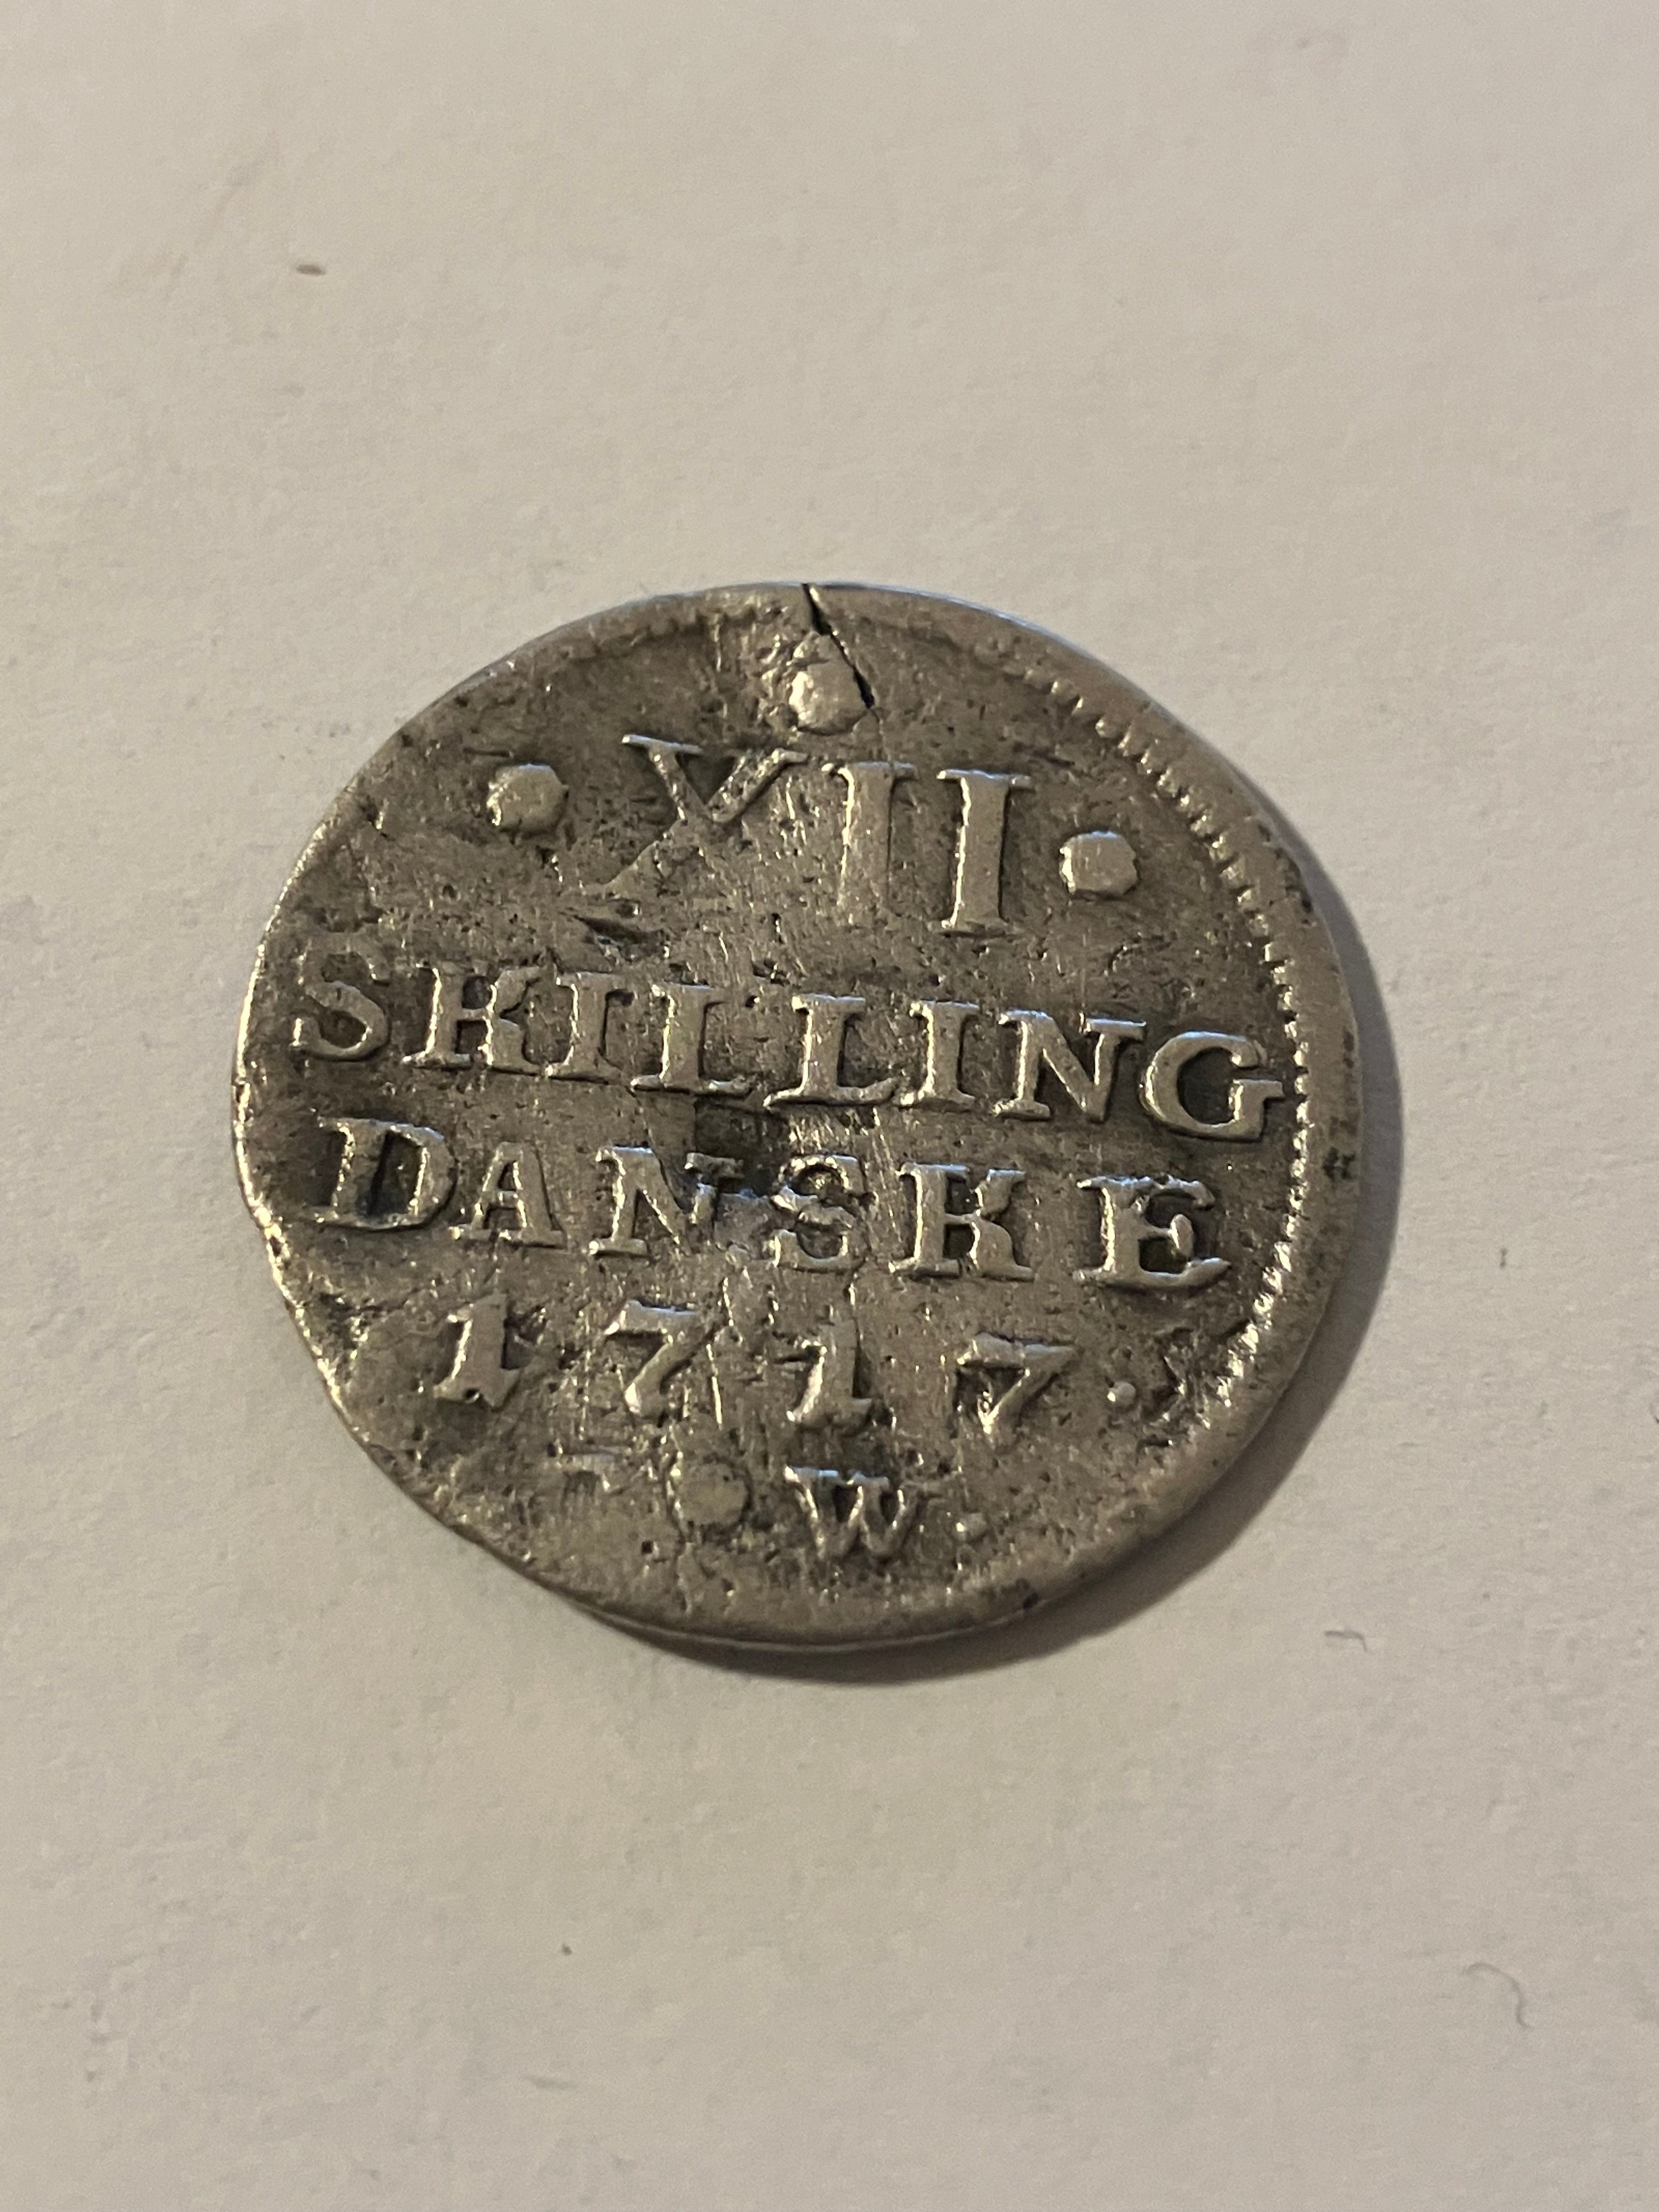 · XII ·
SKILLING
DANSKE
1717 ·
W ·